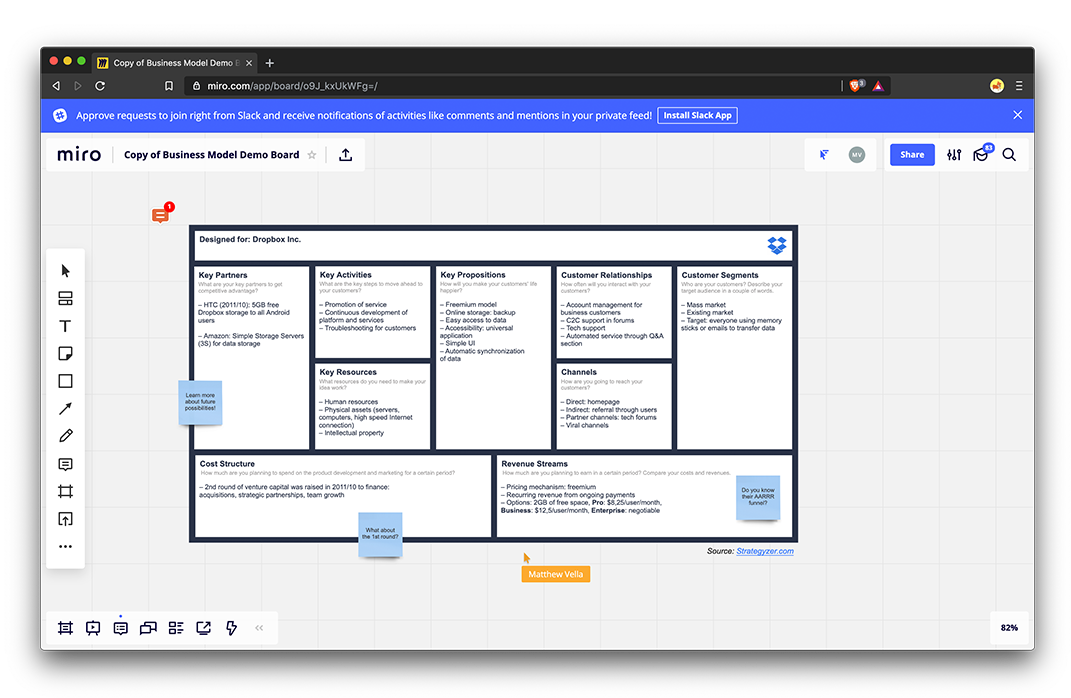 Copy of Business Model Demo B
miro.com/app/board/o9J_kxUkWFg=/
3
Approve requests to join right from Slack and receive notifications of activities like comments and mentions in your private feed!
Install Slack App
miro
Copy of Business Model Demo Board
MV
Share
83
1
Designed for: Dropbox Inc.
Key Partners
What are your key partners to get
competitive advantage?
– HTC (2011/10): 5GB free
Dropbox storage to all Android
users
– Amazon: Simple Storage Servers
(3S) for data storage
Learn more
about future
possibilities!
Key Activities
What are the key steps to move ahead to
your customers?
– Promotion of service
– Continuous development of
platform and services
– Troubleshooting for customers
Key Resources
What resources do you need to make your
idea work?
– Human resources
– Physical assets (servers,
computers, high speed Internet
connection)
– Intellectual property
Key Propositions
How will you make your customers' life
happier?
– Freemium model
– Online storage: backup
– Easy access to data
– Accessibility: universal
application
– Simple UI
– Automatic synchronization
of data
Customer Relationships
How often will you interact with your
customers?
– Account management for
business customers
– C2C support in forums
– Tech support
– Automated service through Q&A
section
Channels
How are you going to reach your
customers?
– Direct: homepage
– Indirect: referral through users
– Partner channels: tech forums
– Viral channels
Customer Segments
Who are your customers? Describe your
target audience in a couple of words.
– Mass market
– Existing market
– Target: everyone using memory
sticks or emails to transfer data
Cost Structure
How much are you planning to spend on the product development and marketing for a certain period?
– 2nd round of venture capital was raised in 2011/10 to finance:
acquisitions, strategic partnerships, team growth
What about
the 1st round?
Revenue Streams
How much are you planning to earn in a certain period? Compare your costs and revenues.
– Pricing mechanism: freemium
– Recurring revenue from ongoing payments
– Options: 2GB of free space, Pro: $8,25/user/month,
Business: $12,5/user/month, Enterprise: negotiable
Do you know
their AARRR
funnel?
Source: Strategyzer.com
Matthew Vella
82%